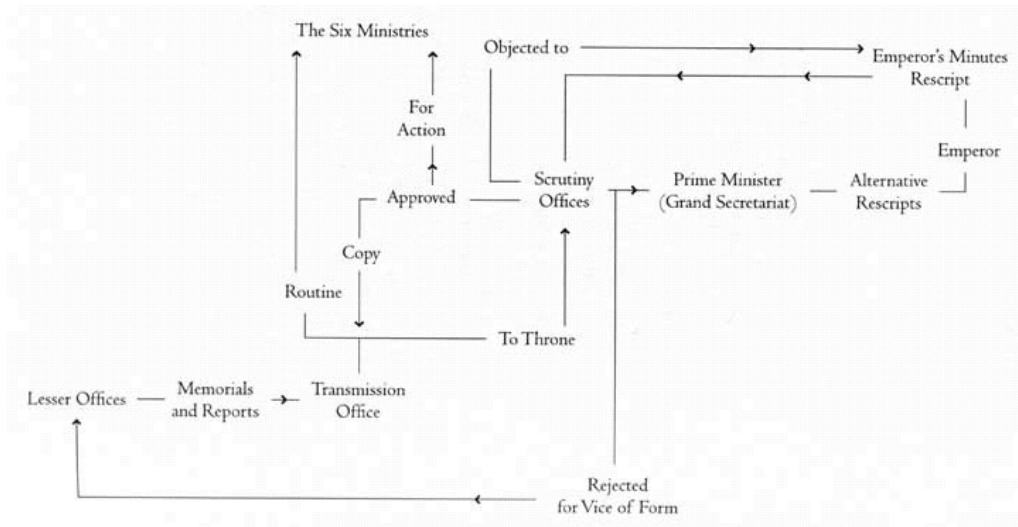 The Six Ministries
Objected to
Emperor's Minutes
Rescript
For
Action
Emperor
Approved
Scrutiny
Offices
Prime Minister
(Grand Secretariat)
Alternative
Rescripts
Copy
Routine
To Throne
Lesser Offices
Memorials
and Reports
Transmission
Office
Rejected
for Vice of Form